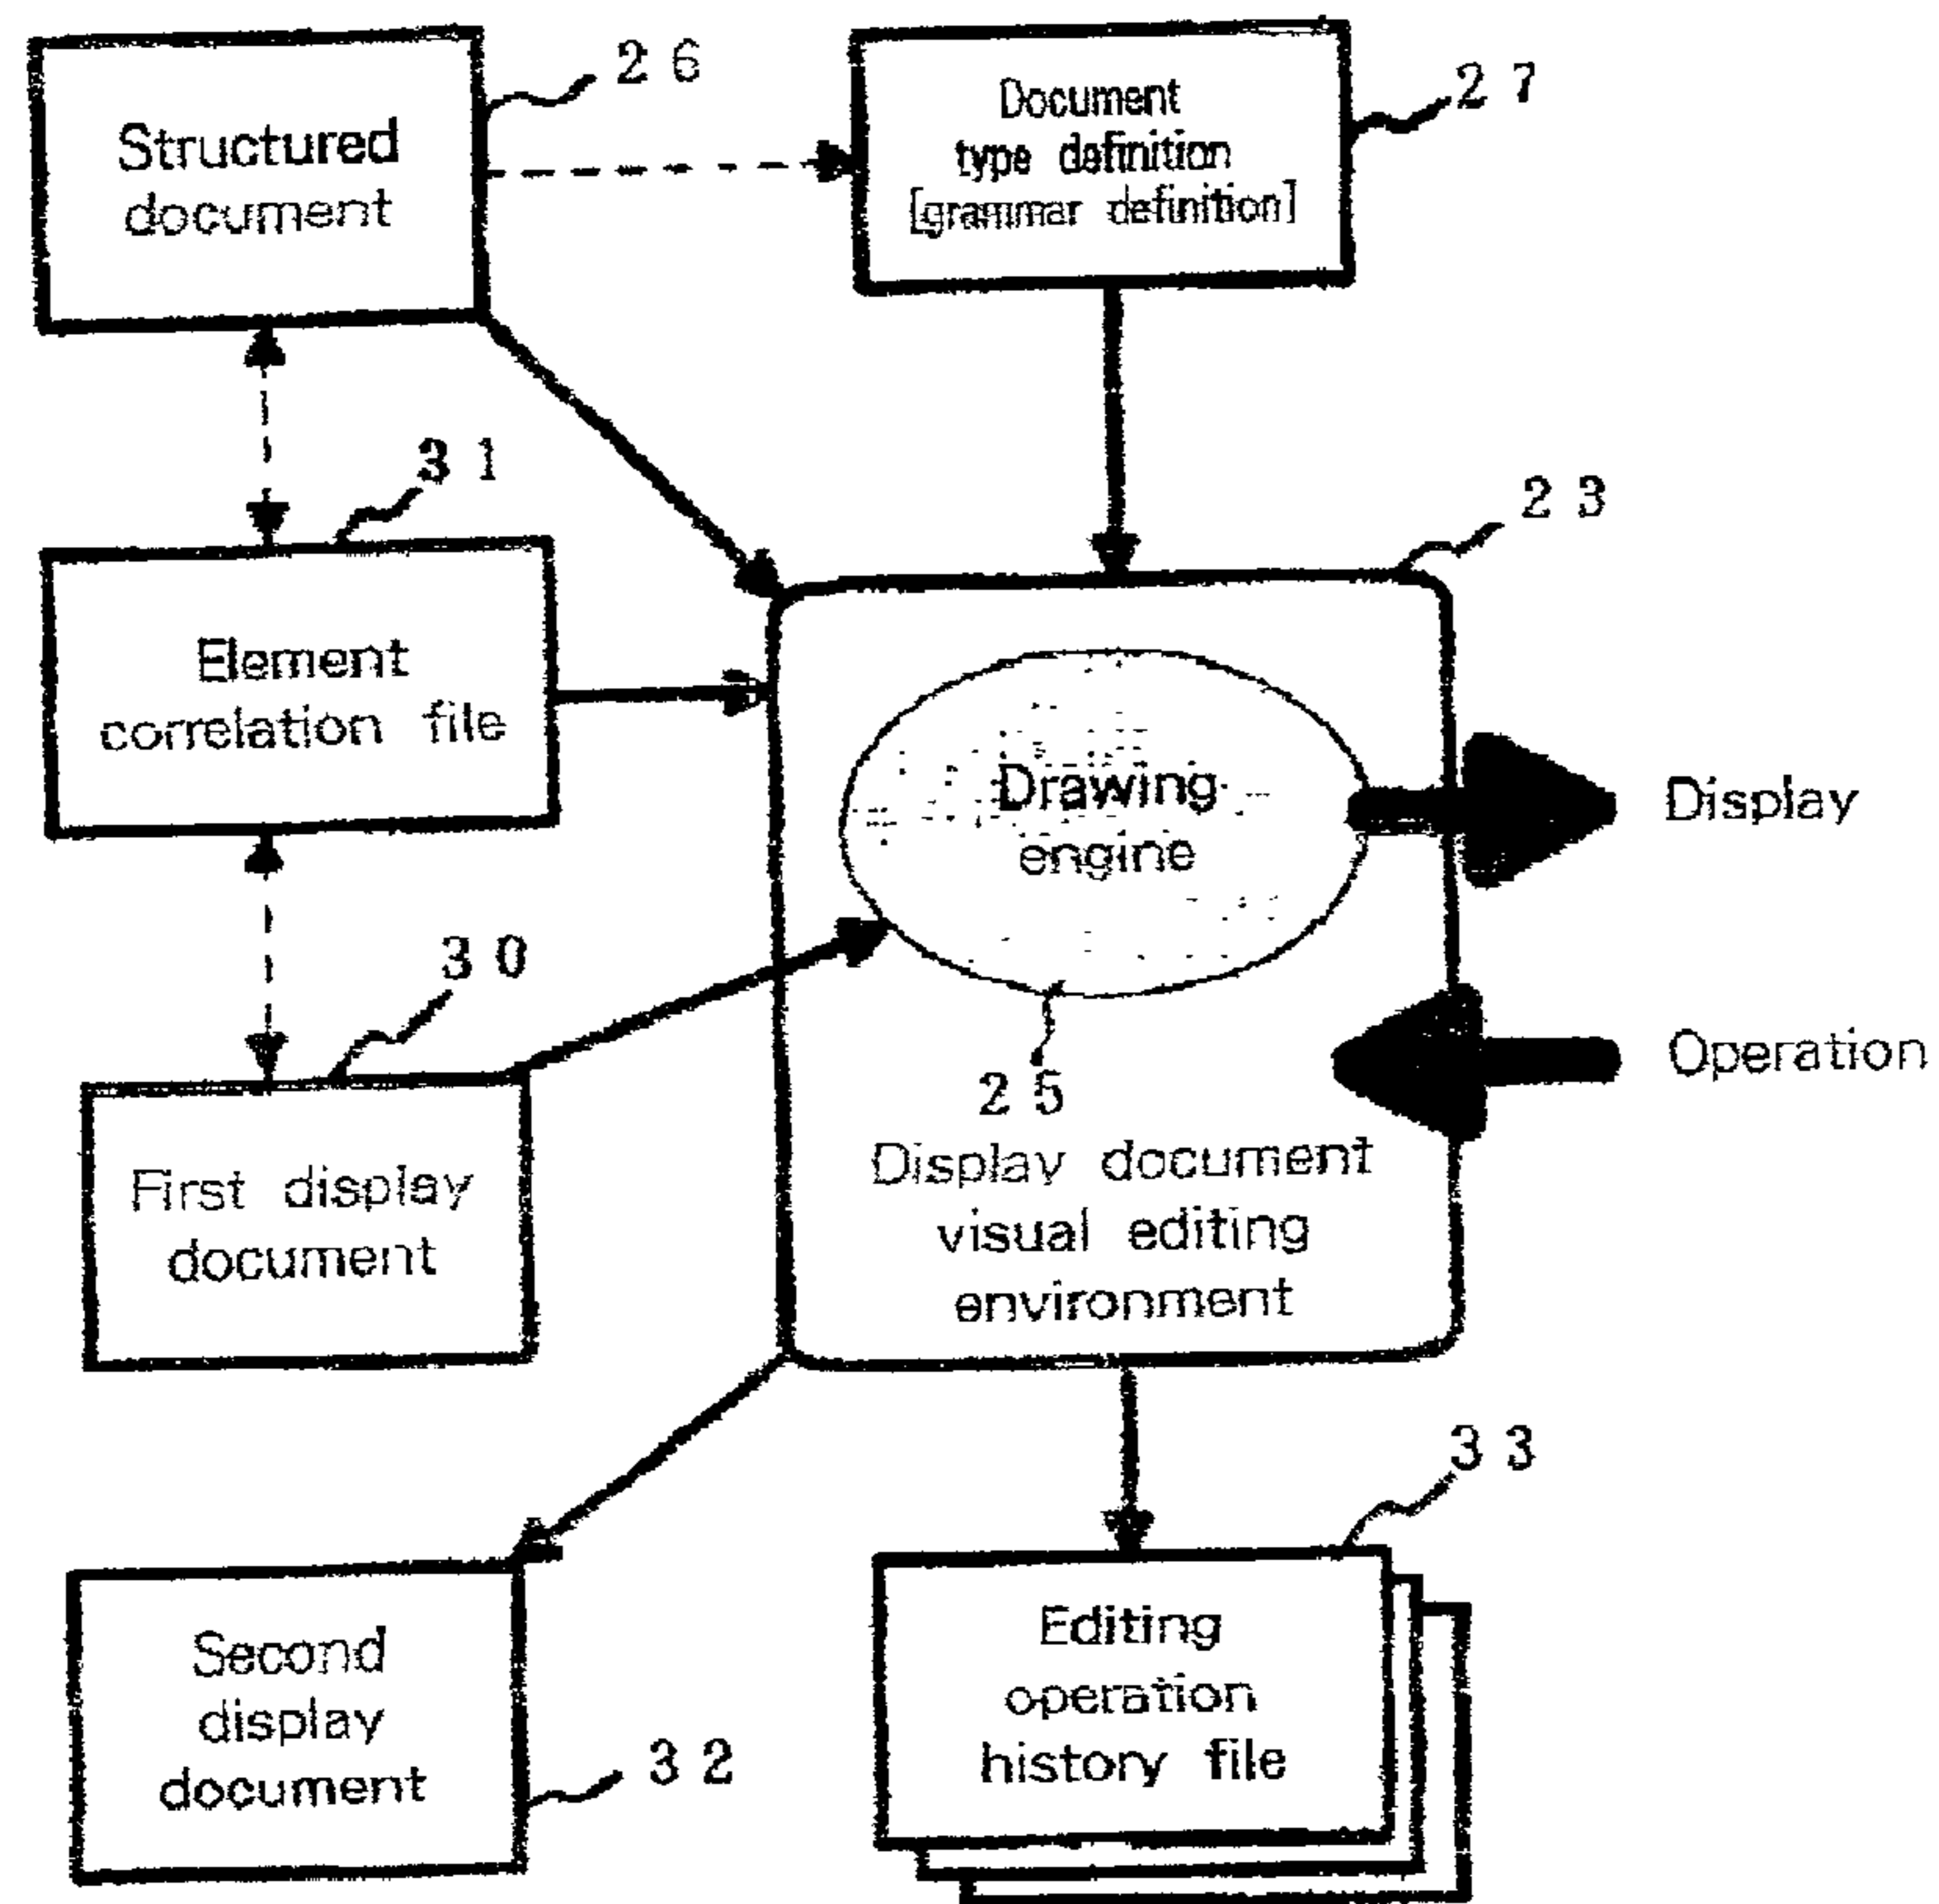 26
Structured
document
27
Document
type definition
[grammar definition]
31
Element
correlation file
23
Drawing
engine
25
Display document
visual editing
environment
Display
Operation
30
First display
document
32
Second
display
document
33
Editing
operation
history file